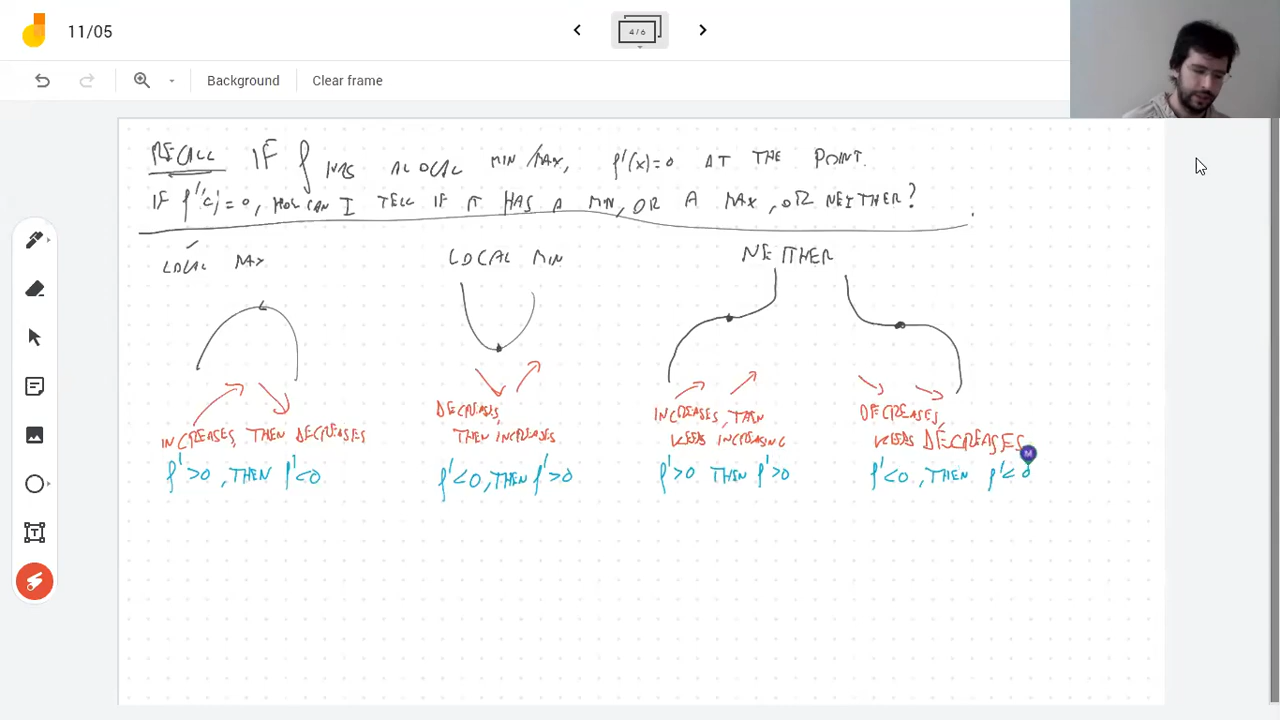 11/05
4/6
Background
Clear frame
RECALL IF f HAS A LOCAL MIN/MAX, f'(x)=0 AT THE POINT.
IF f'(c)=0, HOW CAN I TELL IF IT HAS A MIN, OR A MAX, OR NEITHER?
LOCAL MAX
LOCAL MIN
NEITHER
INCREASES, THEN DECREASES
f'>0, THEN f'<0
DECREASES,
THEN INCREASES
f'<0, THEN f'>0
INCREASES, THEN
KEEPS INCREASING
f'>0 THEN f'>0
DECREASES,
KEEPS DECREASES
f'<0, THEN f'<0
M